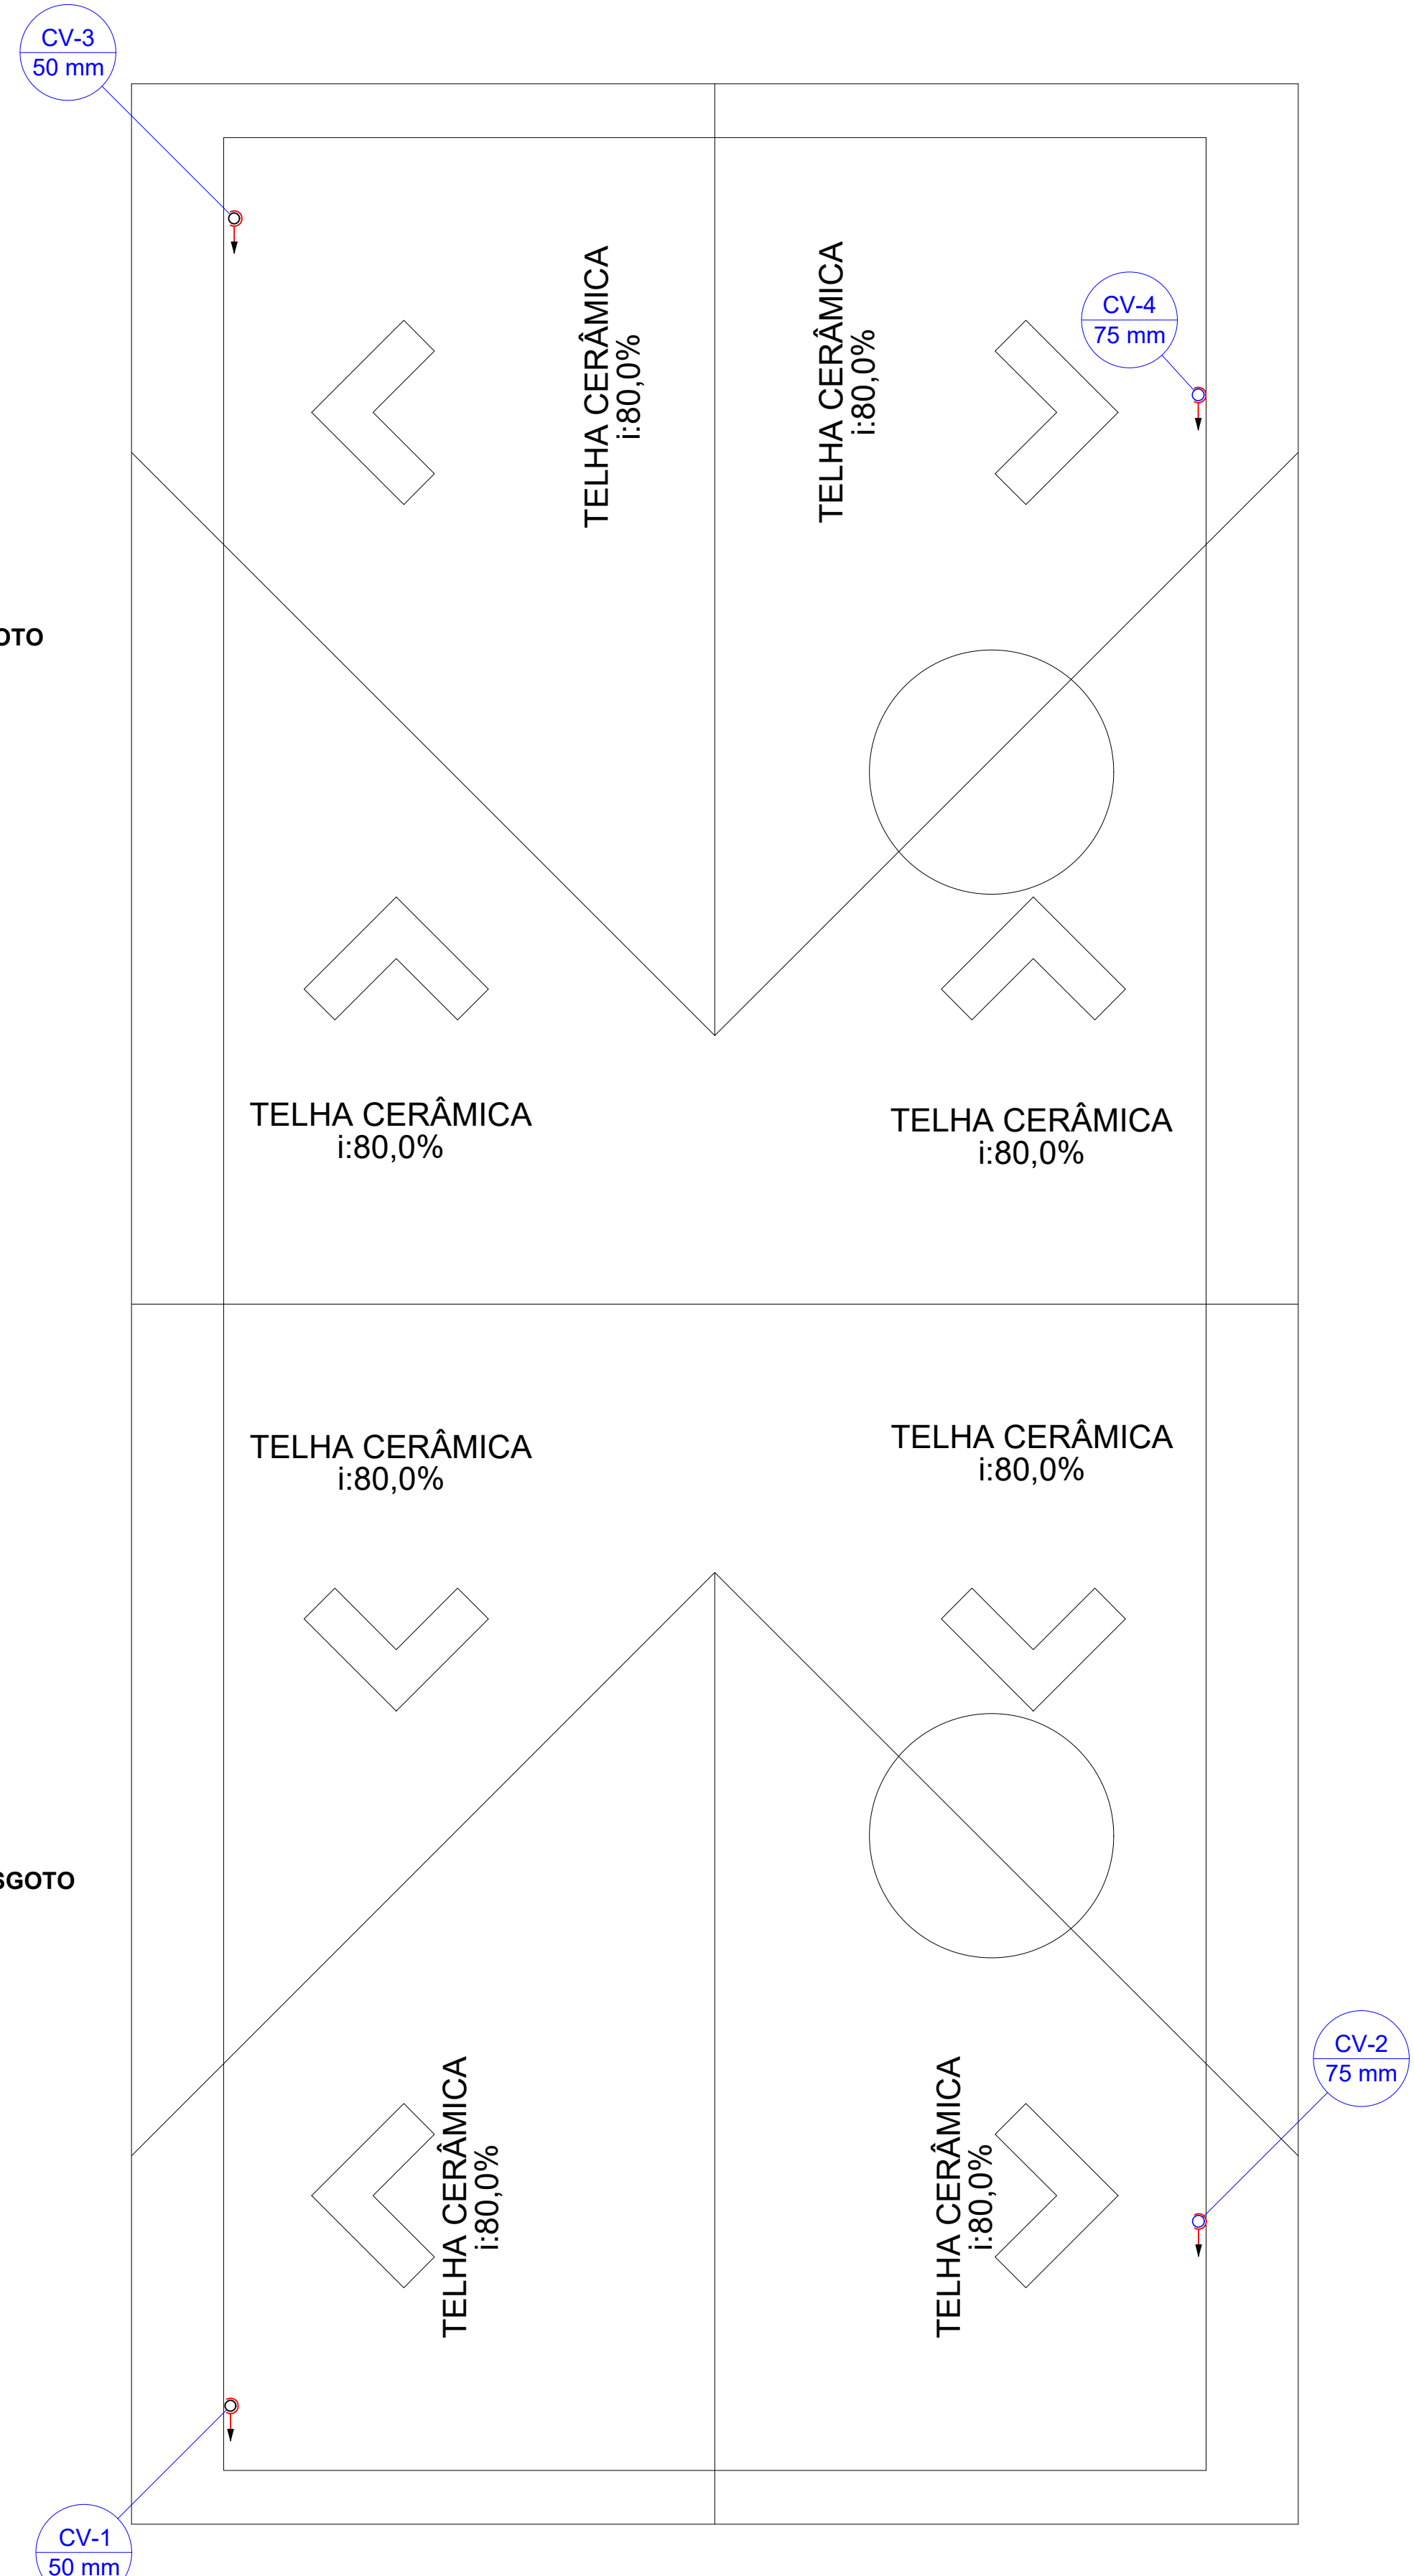 CV-3
50 mm
TELHA CERÂMICA
i:80,0%
TELHA CERÂMICA
i:80,0%
CV-4
75 mm
OTO
TELHA CERÂMICA
i:80,0%
TELHA CERÂMICA
i:80,0%
TELHA CERÂMICA
i:80,0%
TELHA CERÂMICA
i:80,0%
SGOTO
CV-2
75 mm
TELHA CERÂMICA
i:80,0%
TELHA CERÂMICA
i:80,0%
CV-1
50 mm